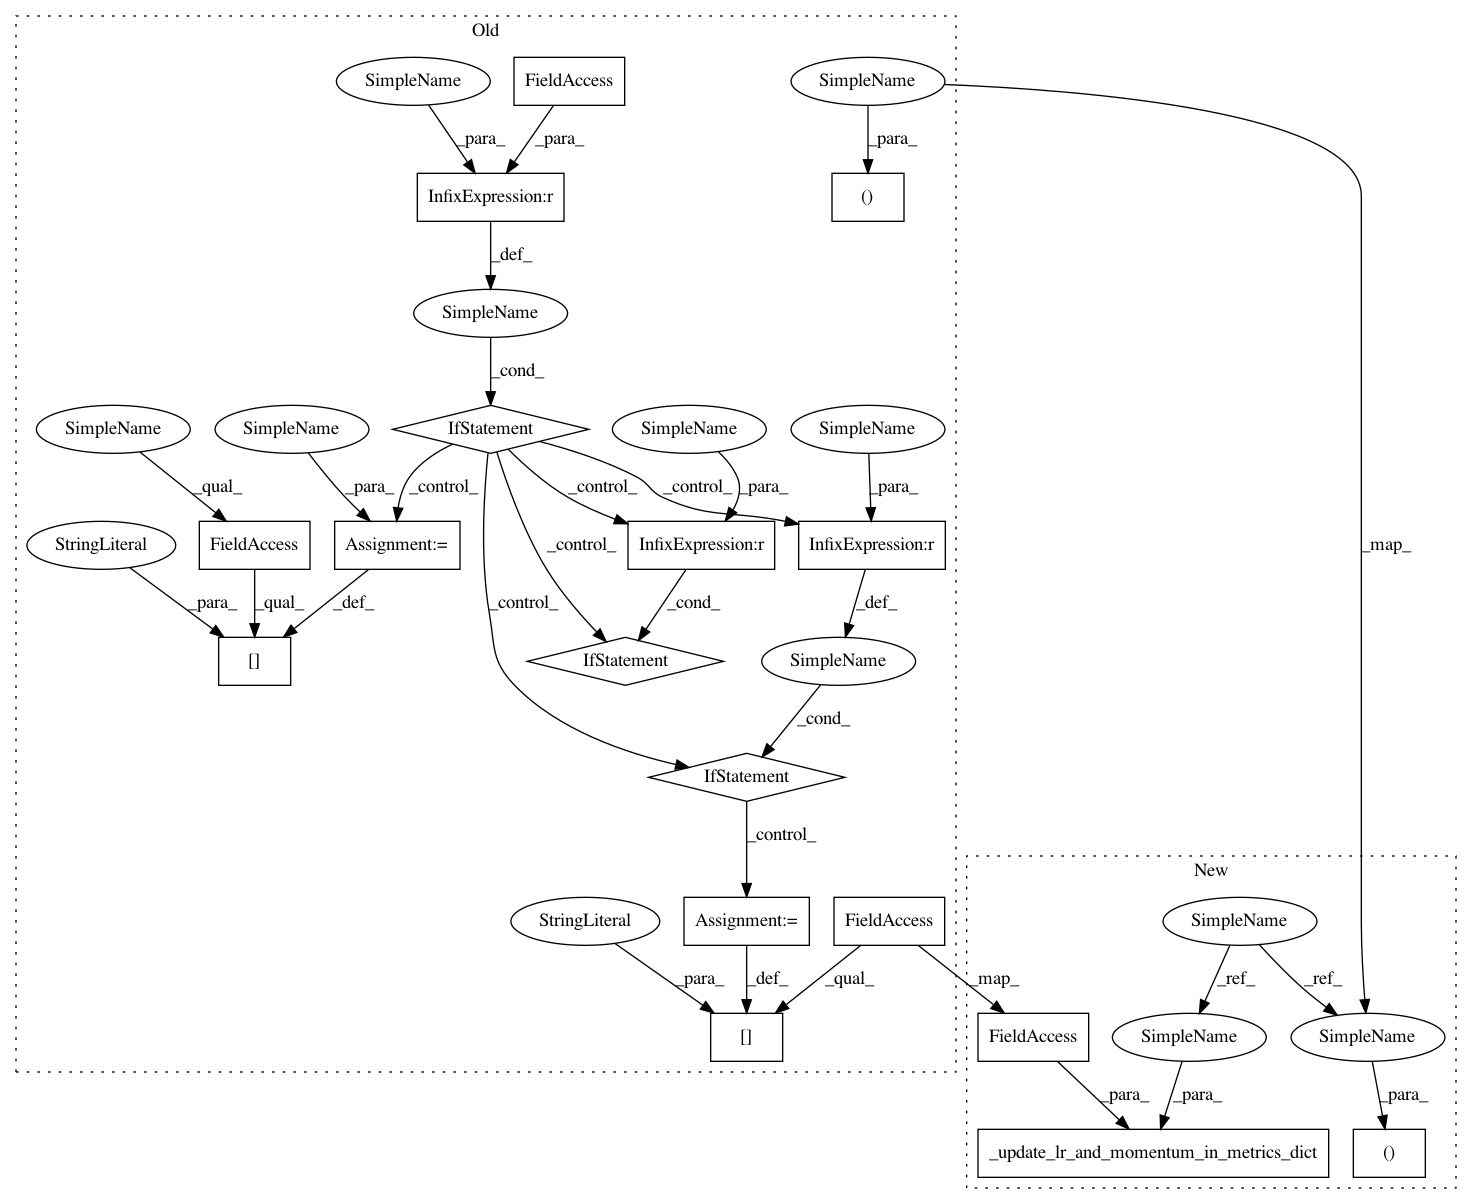 Old
SimpleName
FieldAccess
SimpleName
_para_
_para_
_para_
InfixExpression:r
()
_def_
SimpleName
_cond_
SimpleName
SimpleName
IfStatement
SimpleName
SimpleName
_qual_
_para_
_control_
_control_
_control_
_para_
_para_
StringLiteral
FieldAccess
Assignment:=
_control_
InfixExpression:r
InfixExpression:r
_map_
_para_
_qual_
_def_
_control_
_cond_
_def_
[]
IfStatement
SimpleName
_cond_
IfStatement
_control_
New
StringLiteral
Assignment:=
FieldAccess
SimpleName
_para_
_def_
_qual_
_map_
_ref_
_ref_
[]
FieldAccess
SimpleName
SimpleName
_para_
_para_
_para_
_update_lr_and_momentum_in_metrics_dict
()